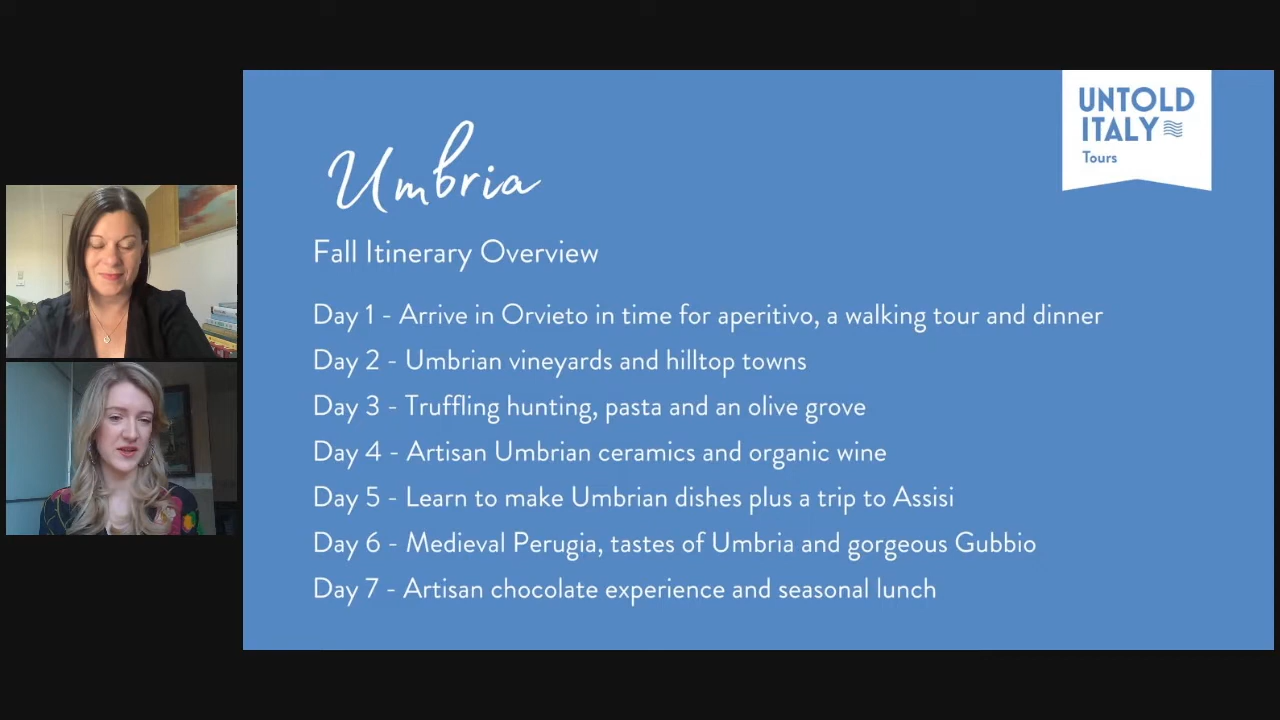 UNTOLD
ITALY
Tours
Umbria
Fall Itinerary Overview
Day 1 - Arrive in Orvieto in time for aperitivo, a walking tour and dinner
Day 2 - Umbrian vineyards and hilltop towns
Day 3 - Truffling hunting, pasta and an olive grove
Day 4 - Artisan Umbrian ceramics and organic wine
Day 5 - Learn to make Umbrian dishes plus a trip to Assisi
Day 6 - Medieval Perugia, tastes of Umbria and gorgeous Gubbio
Day 7 - Artisan chocolate experience and seasonal lunch